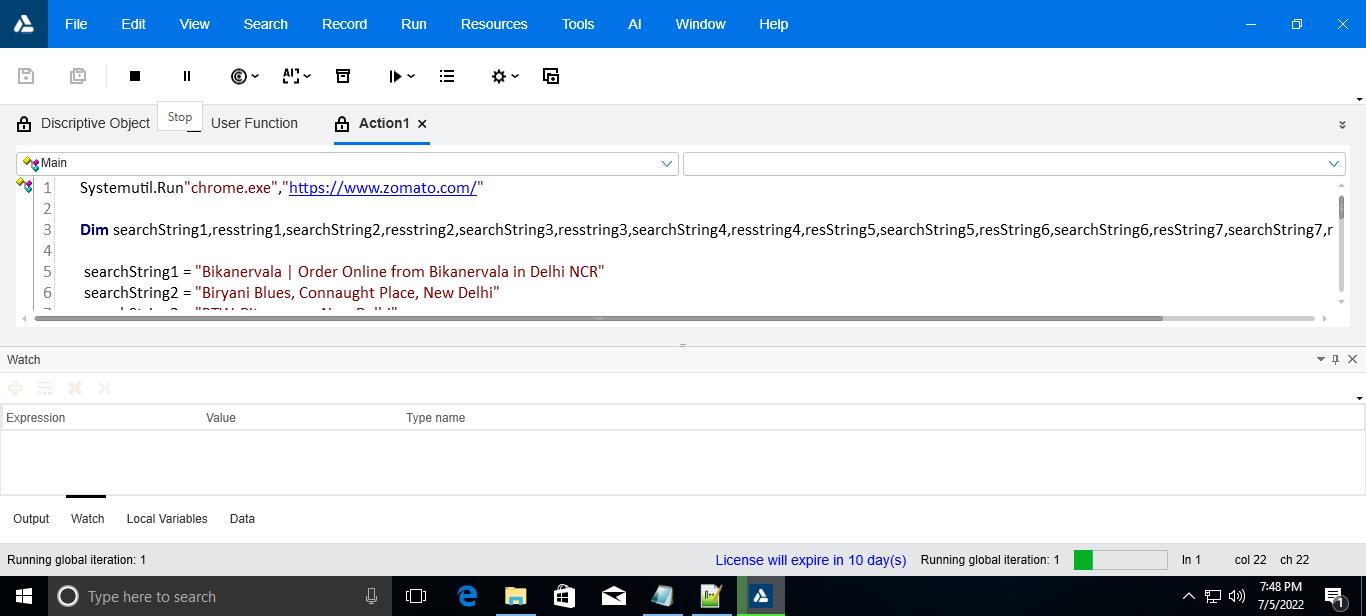 File Edit View Search Record Run Resources Tools AI Window Help
Discriptive Object Stop User Function Action1
Main
1 Systemutil.Run"chrome.exe","https://www.zomato.com/"
2
3 Dim searchString1,resstring1,searchString2,resstring2,searchString3,resstring3,searchString4,resstring4,resString5,searchString5,resString6,searchString6,resString7,searchString7,r
4
5 searchString1 = "Bikanervala | Order Online from Bikanervala in Delhi NCR"
6 searchString2 = "Biryani Blues, Connaught Place, New Delhi"
Watch
Expression Value Type name
Output Watch Local Variables Data
Running global iteration: 1 License will expire in 10 day(s) Running global iteration: 1 ln 1 col 22 ch 22
Type here to search
7:48 PM
7/5/2022
1